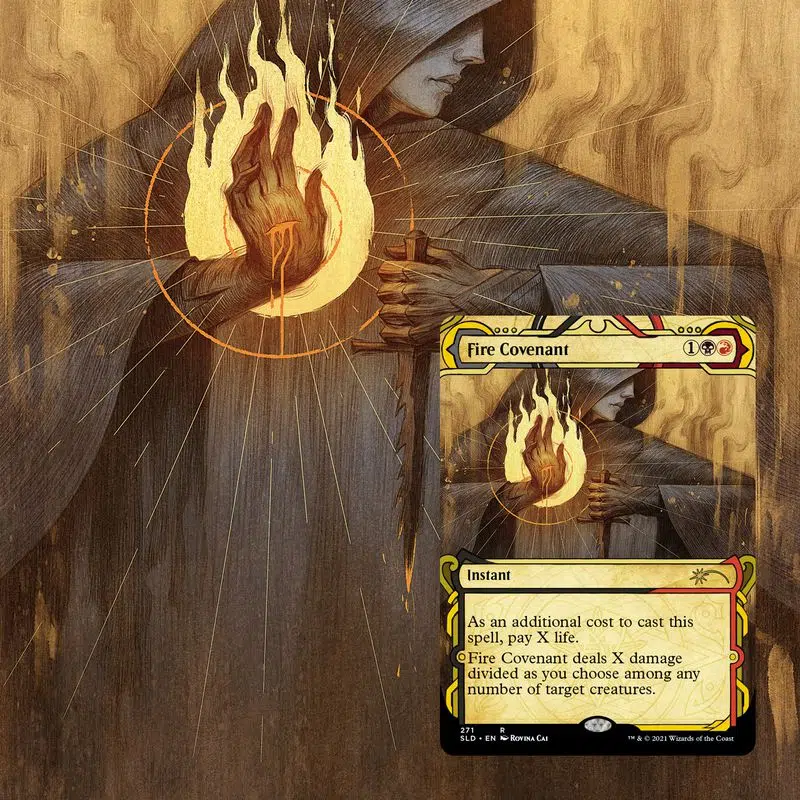 Fire Covenant 1
Instant
As an additional cost to cast this
spell, pay X life.
Fire Covenant deals X damage
divided as you choose among any
number of target creatures.
271 R
SLD • EN Rovina Cai
™ & © 2021 Wizards of the Coast